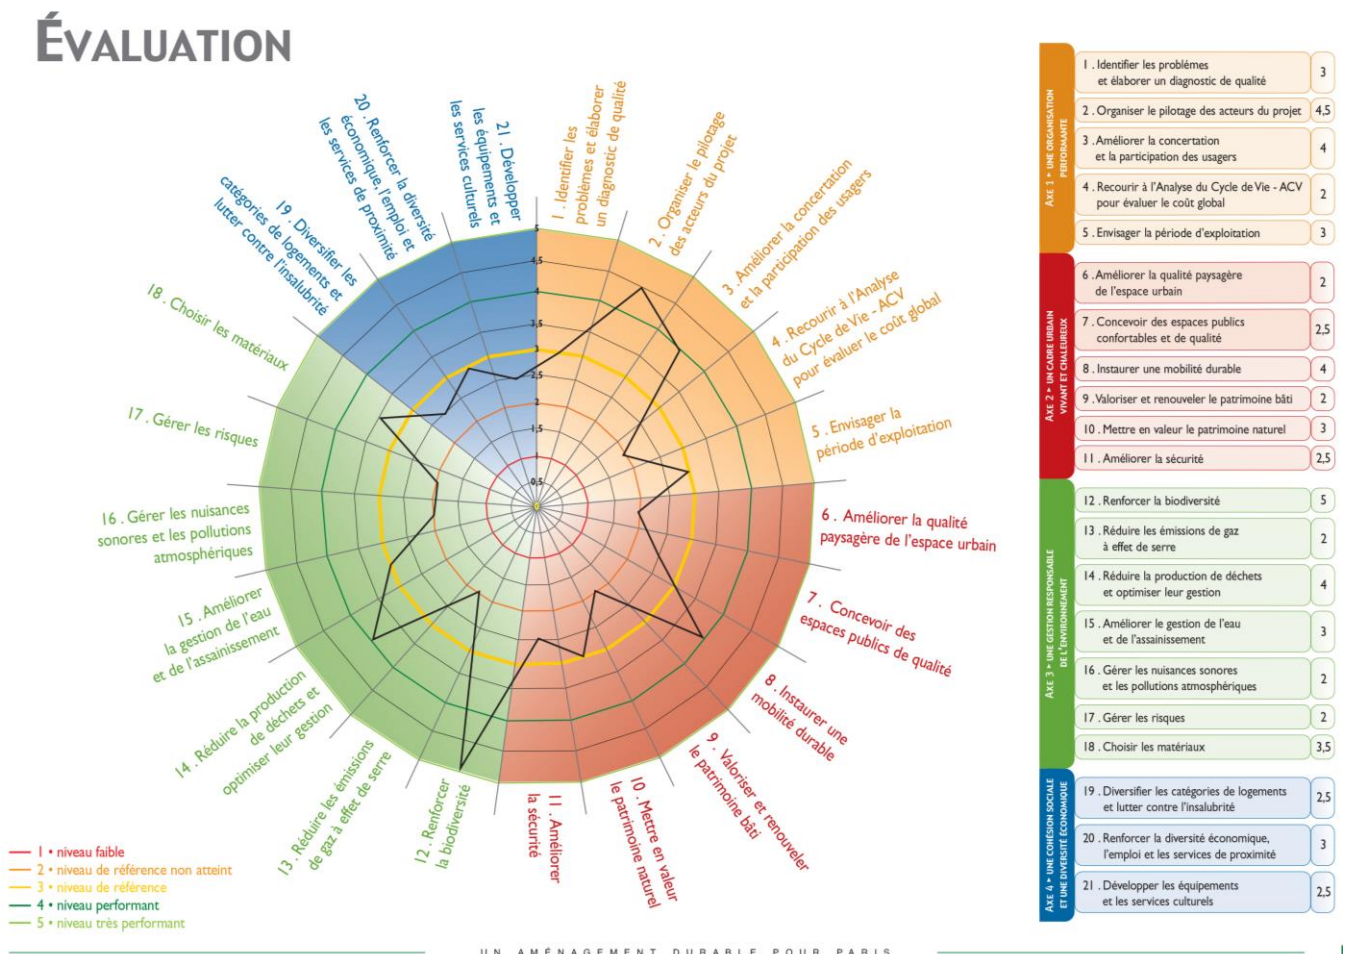 ÉVALUATION
20 . Renforcer la diversité
économique, l'emploi et
les services de proximité
21 . Développer
les équipements et
les services culturels
1 . Identifier les
problèmes et élaborer
un diagnostic de qualité
2 . Organiser le pilotage
des acteurs du projet
3 . Améliorer la concertation
et la participation des usagers
4 . Recourir à l'Analyse
du Cycle de Vie - ACV
pour évaluer le coût global
5 . Envisager la
période d'exploitation
6 . Améliorer la qualité
paysagère de l'espace urbain
7 . Concevoir des
espaces publics de qualité
8 . Instaurer une
mobilité durable
9 . Valoriser et renouveler
le patrimoine bâti
10 . Mettre en valeur
le patrimoine naturel
11 . Améliorer
la sécurité
12 . Renforcer
la biodiversité
13 . Réduire les émissions
de gaz à effet de serre
14 . Réduire la production
de déchets et
optimiser leur gestion
15 . Améliorer
la gestion de l'eau
et de l'assainissement
16 . Gérer les nuisances
sonores et les pollutions
atmosphériques
17 . Gérer les risques
18 . Choisir les matériaux
19 . Diversifier les
catégories de logements et
lutter contre l'insalubrité
5
4,5
4
3,5
3
2,5
2
1,5
1
0,5
0
1 • niveau faible
2 • niveau de référence non atteint
3 • niveau de référence
4 • niveau performant
5 • niveau très performant
AXE 1 ▸ UNE ORGANISATION
PERFORMANTE
1 . Identifier les problèmes
et élaborer un diagnostic de qualité
3
2 . Organiser le pilotage des acteurs du projet
4,5
3 . Améliorer la concertation
et la participation des usagers
4
4 . Recourir à l'Analyse du Cycle de Vie - ACV
pour évaluer le coût global
2
5 . Envisager la période d'exploitation
3
AXE 2 ▸ UN CADRE URBAIN
VIVANT ET CHALEUREUX
6 . Améliorer la qualité paysagère
de l'espace urbain
2
7 . Concevoir des espaces publics
confortables et de qualité
2,5
8 . Instaurer une mobilité durable
4
9 . Valoriser et renouveler le patrimoine bâti
2
10 . Mettre en valeur le patrimoine naturel
3
11 . Améliorer la sécurité
2,5
AXE 3 ▸ UNE GESTION RESPONSABLE
DE L'ENVIRONNEMENT
12 . Renforcer la biodiversité
5
13 . Réduire les émissions de gaz
à effet de serre
2
14 . Réduire la production de déchets
et optimiser leur gestion
4
15 . Améliorer le gestion de l'eau
et de l'assainissement
3
16 . Gérer les nuisances sonores
et les pollutions atmosphériques
2
17 . Gérer les risques
2
18 . Choisir les matériaux
3,5
AXE 4 ▸ UNE COHÉSION SOCIALE
ET UNE DIVERSITÉ ÉCONOMIQUE
19 . Diversifier les catégories de logements
et lutter contre l'insalubrité
2,5
20 . Renforcer la diversité économique,
l'emploi et les services de proximité
3
21 . Développer les équipements
et les services culturels
2,5
UN AMÉNAGEMENT DURABLE POUR PARIS